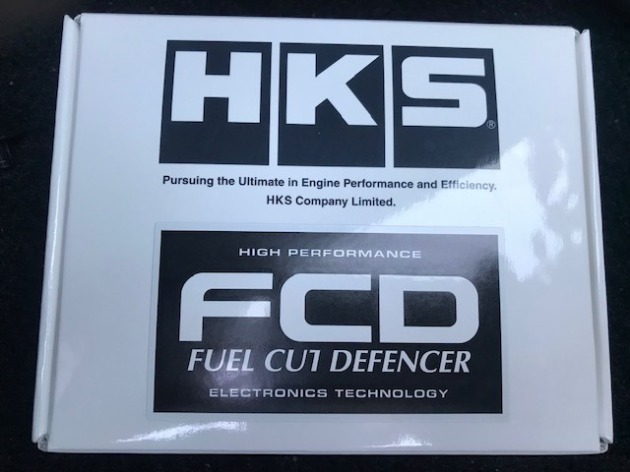 HKS®
Pursuing the Ultimate in Engine Performance and Efficiency.
HKS Company Limited.
HIGH PERFORMANCE
FCD
FUEL CUT DEFENCER
ELECTRONICS TECHNOLOGY